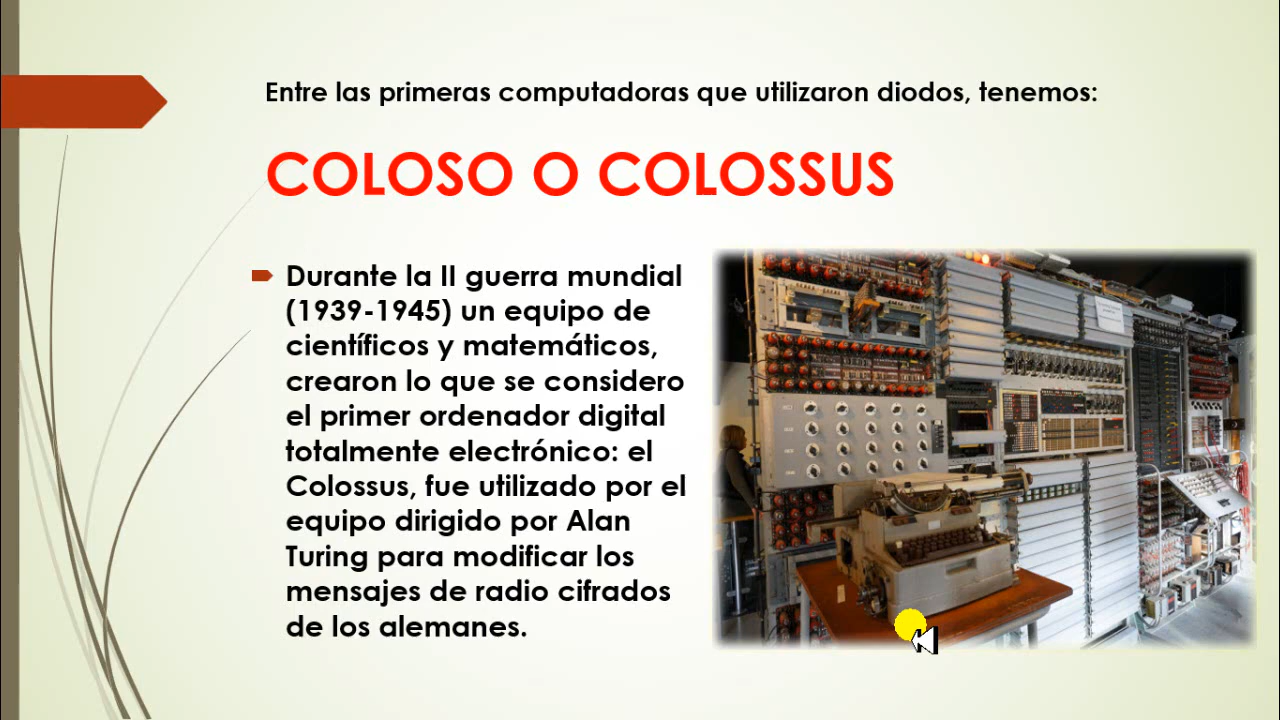 Entre las primeras computadoras que utilizaron diodos, tenemos:
COLOSO O COLOSSUS
Durante la II guerra mundial
(1939-1945) un equipo de
científicos y matemáticos,
crearon lo que se considero
el primer ordenador digital
totalmente electrónico: el
Colossus, fue utilizado por el
equipo dirigido por Alan
Turing para modificar los
mensajes de radio cifrados
de los alemanes.